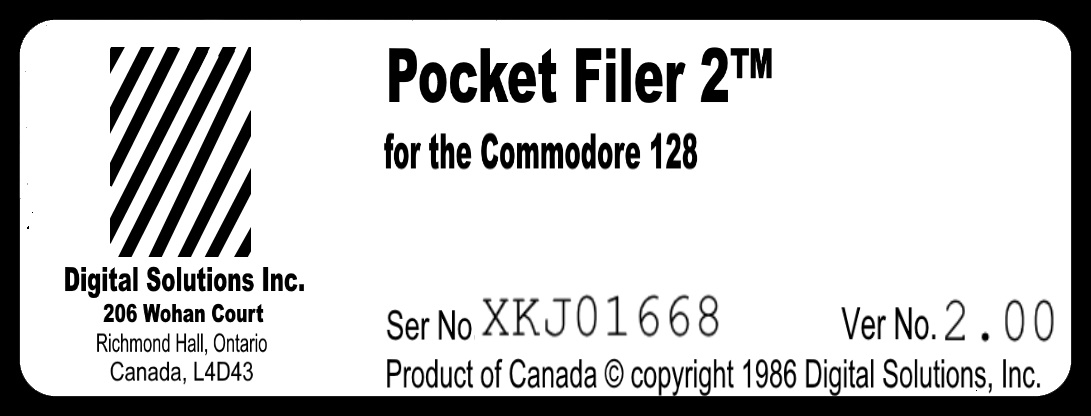 Pocket Filer 2™
for the Commodore 128
Digital Solutions Inc.
206 Wohan Court
Richmond Hall, Ontario
Canada, L4D43
Ser No XKJ01668 Ver No. 2.00
Product of Canada © copyright 1986 Digital Solutions, Inc.